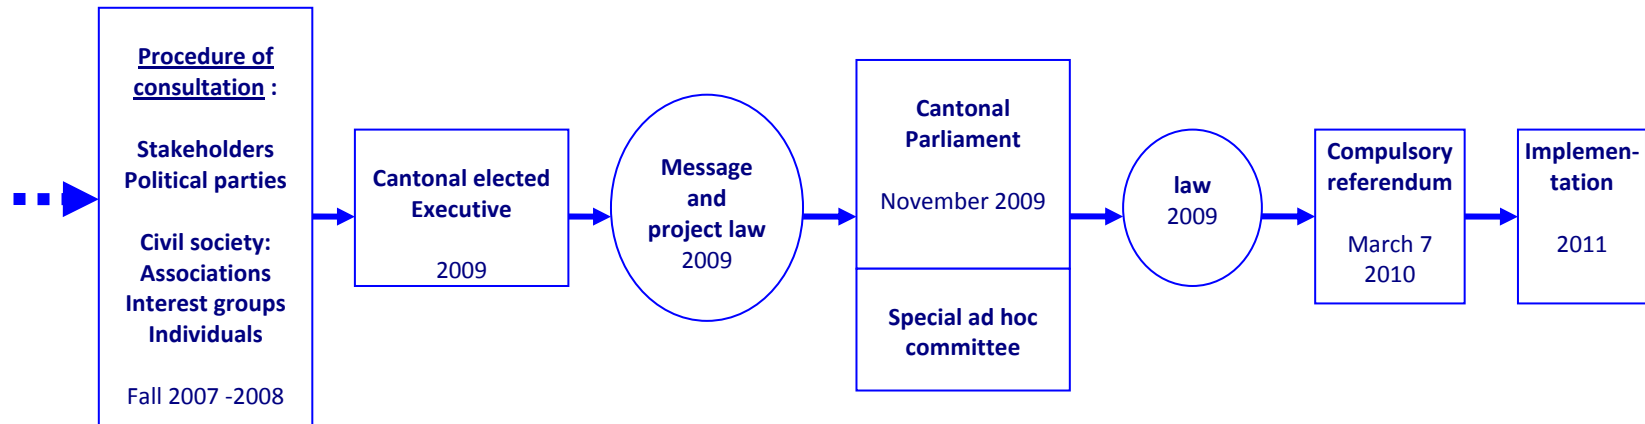 Procedure of
consultation :
Stakeholders
Political parties
Civil society:
Associations
Interest groups
Individuals
Fall 2007 -2008
Cantonal elected
Executive
2009
Message
and
project law
2009
Cantonal
Parliament
November 2009
Special ad hoc
committee
law
2009
Compulsory
referendum
March 7
2010
Implemen-
tation
2011